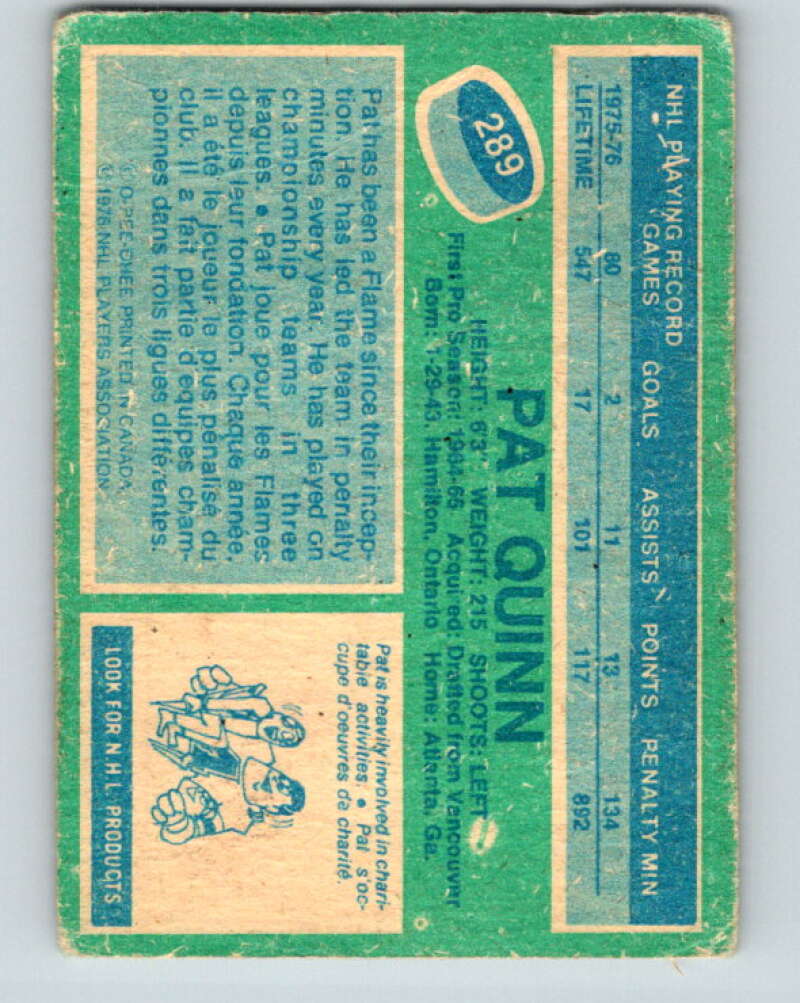 NHL PLAYING RECORD
GAMES GOALS ASSISTS POINTS PENALTY MIN
1975-76 80 2 11 13 134
LIFETIME 547 17 101 117 892
289
PAT QUINN
HEIGHT: 6'3" WEIGHT: 215 SHOOTS: LEFT
First Pro Season: 1964-65 Acquired: Drafted from Vancouver
Born: 1-29-43, Hamilton, Ontario Home: Atlanta, Ga.
Pat has been a Flame since their incep-
tion. He has led the team in penalty
minutes every year. He has played on
championship teams in three
leagues. • Pat joue pour les Flames
depuis leur fondation. Chaque année,
il a été le joueur le plus pénalisé du
club. Il a fait partie d'équipes cham-
pionnes dans trois ligues différentes.
© O-PEE-CHEE PRINTED IN CANADA
© 1976 NHL PLAYERS ASSOCIATION
Pat is heavily involved in chari-
table activities. • Pat s'oc-
cupe d'oeuvres de charité.
LOOK FOR N.H.L. PRODUCTS